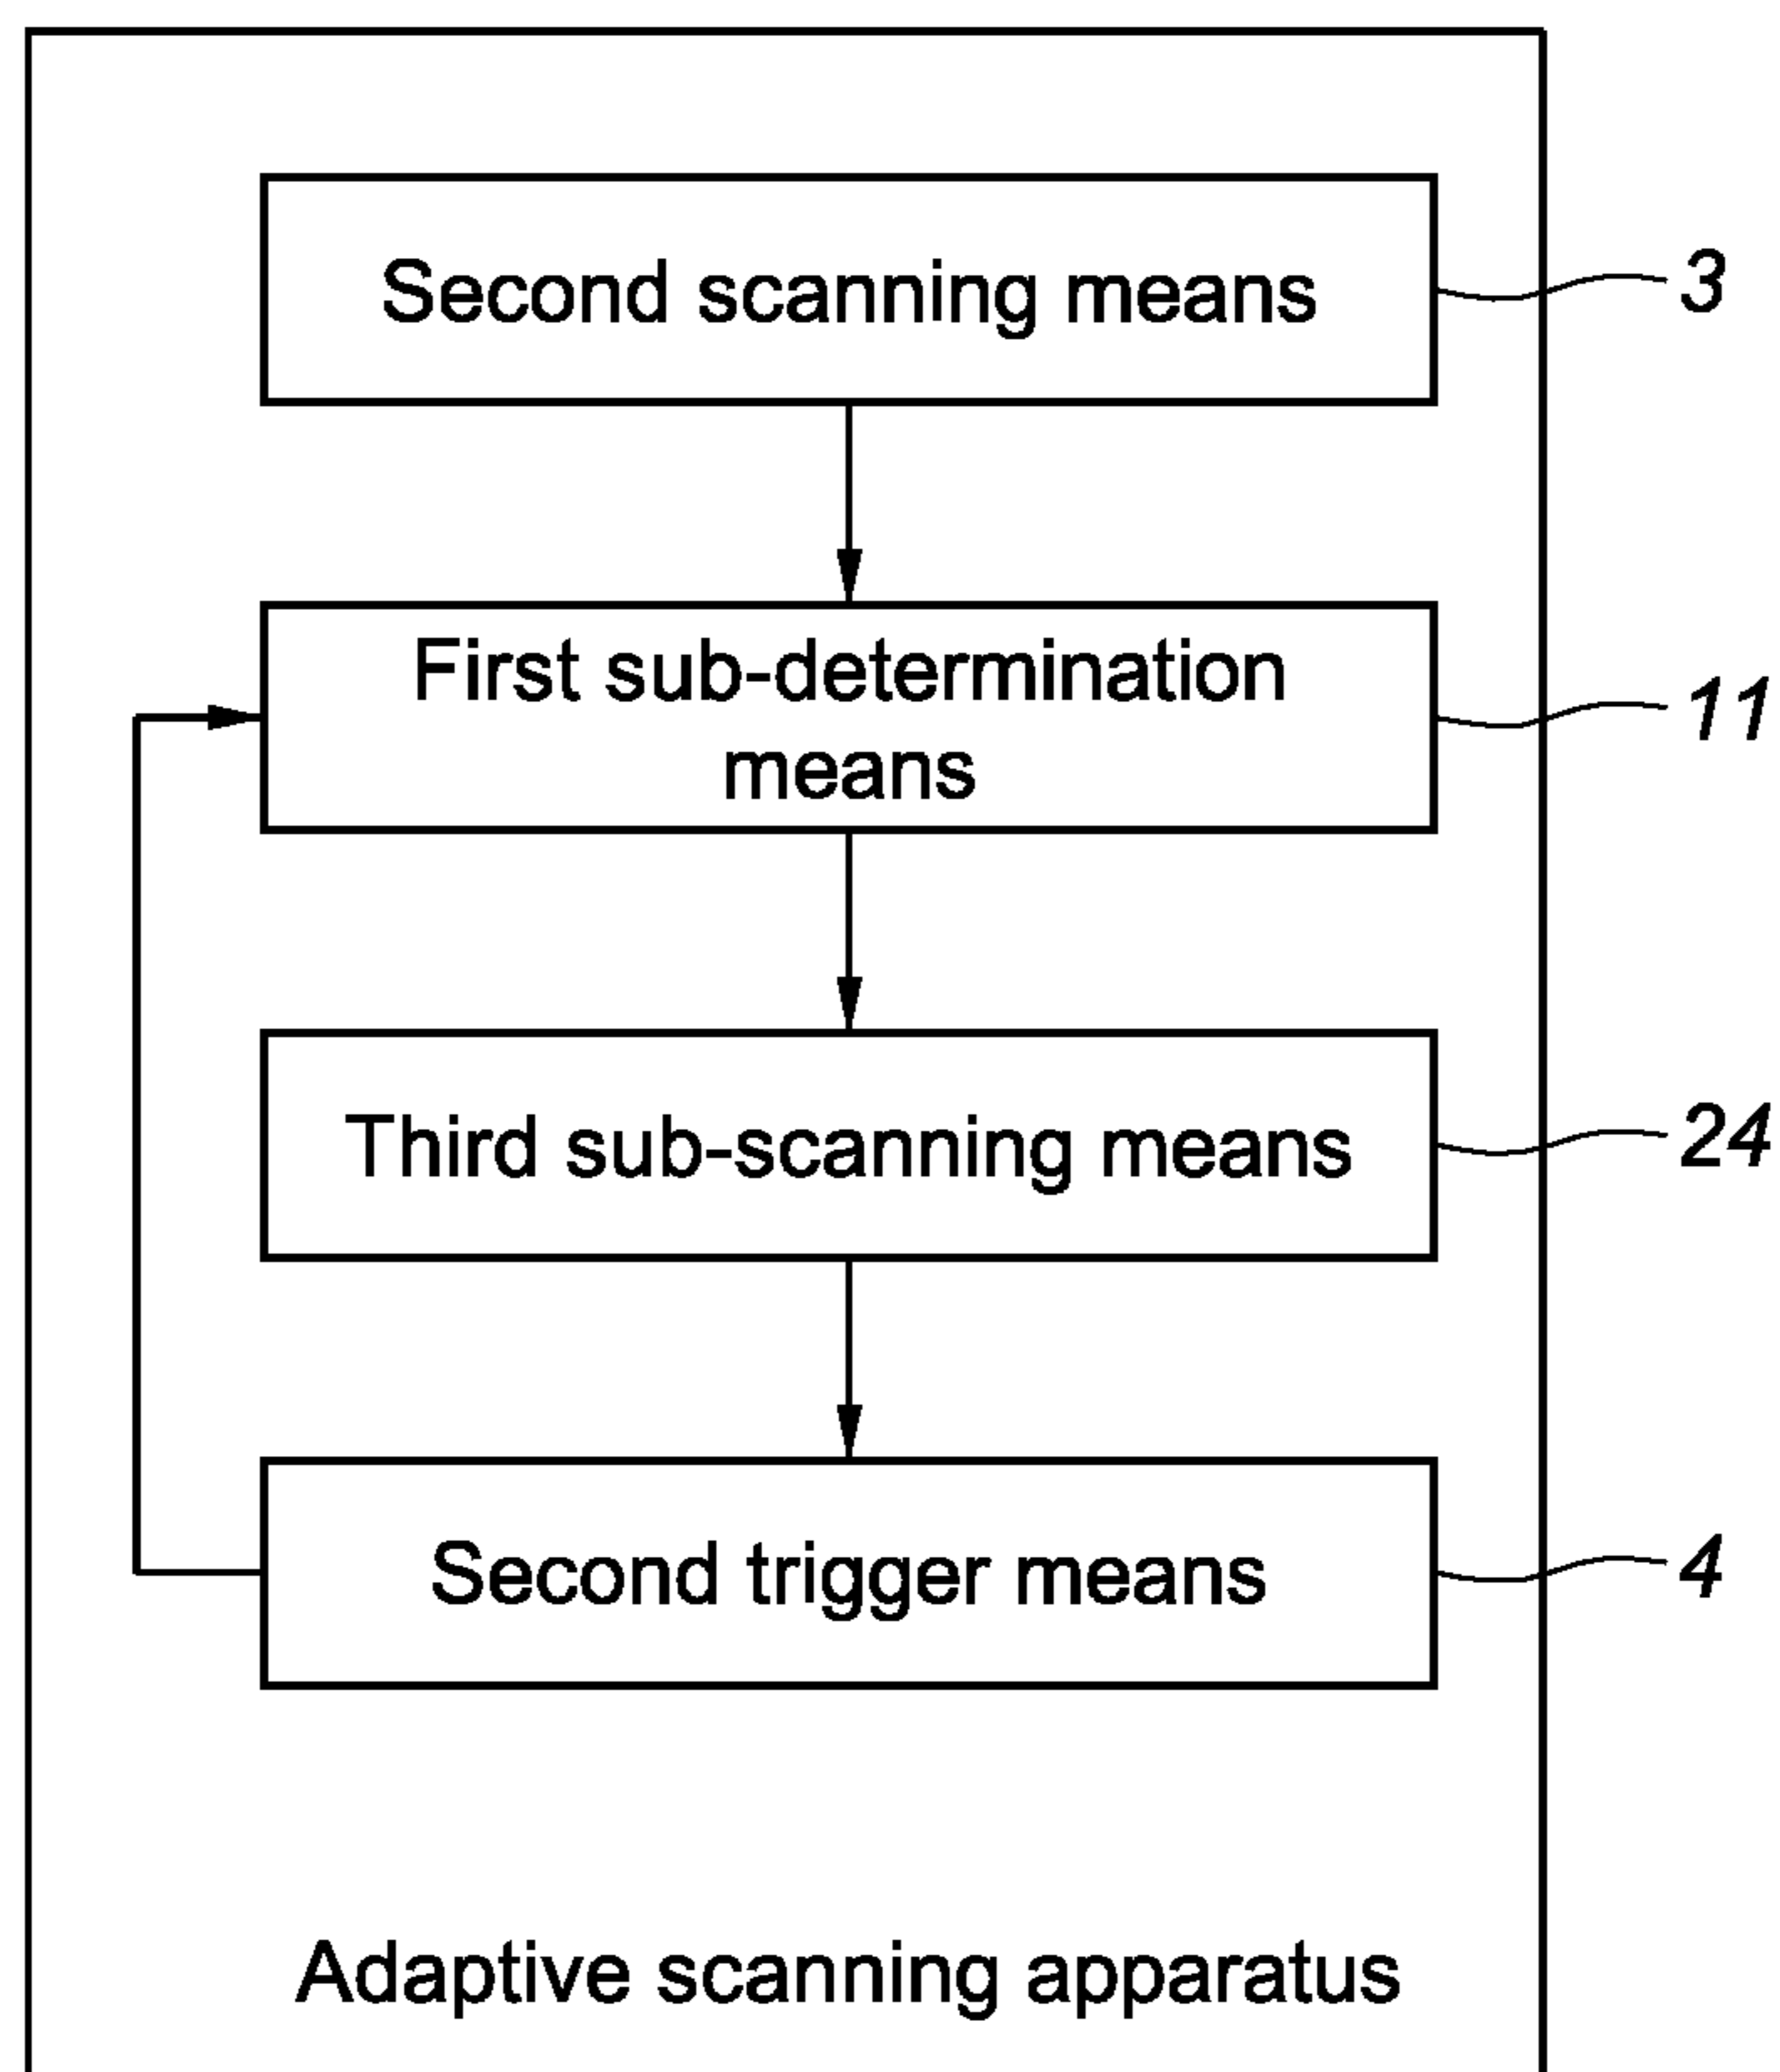 Second scanning means
3
First sub-determination
means
11
Third sub-scanning means
24
Second trigger means
4
Adaptive scanning apparatus